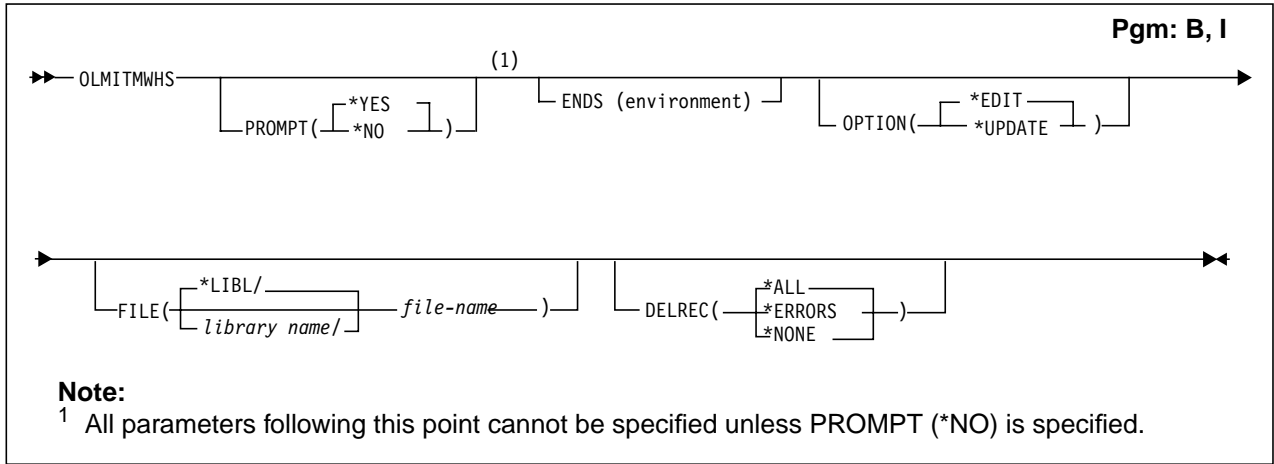 Pgm: B, I
(1)
OLMITMWHS
PROMPT( *YES *NO )
ENDS (environment)
OPTION( *EDIT *UPDATE )
FILE( *LIBL/ library name/ file-name )
DELREC( *ALL *ERRORS *NONE )
Note:
1 All parameters following this point cannot be specified unless PROMPT (*NO) is specified.